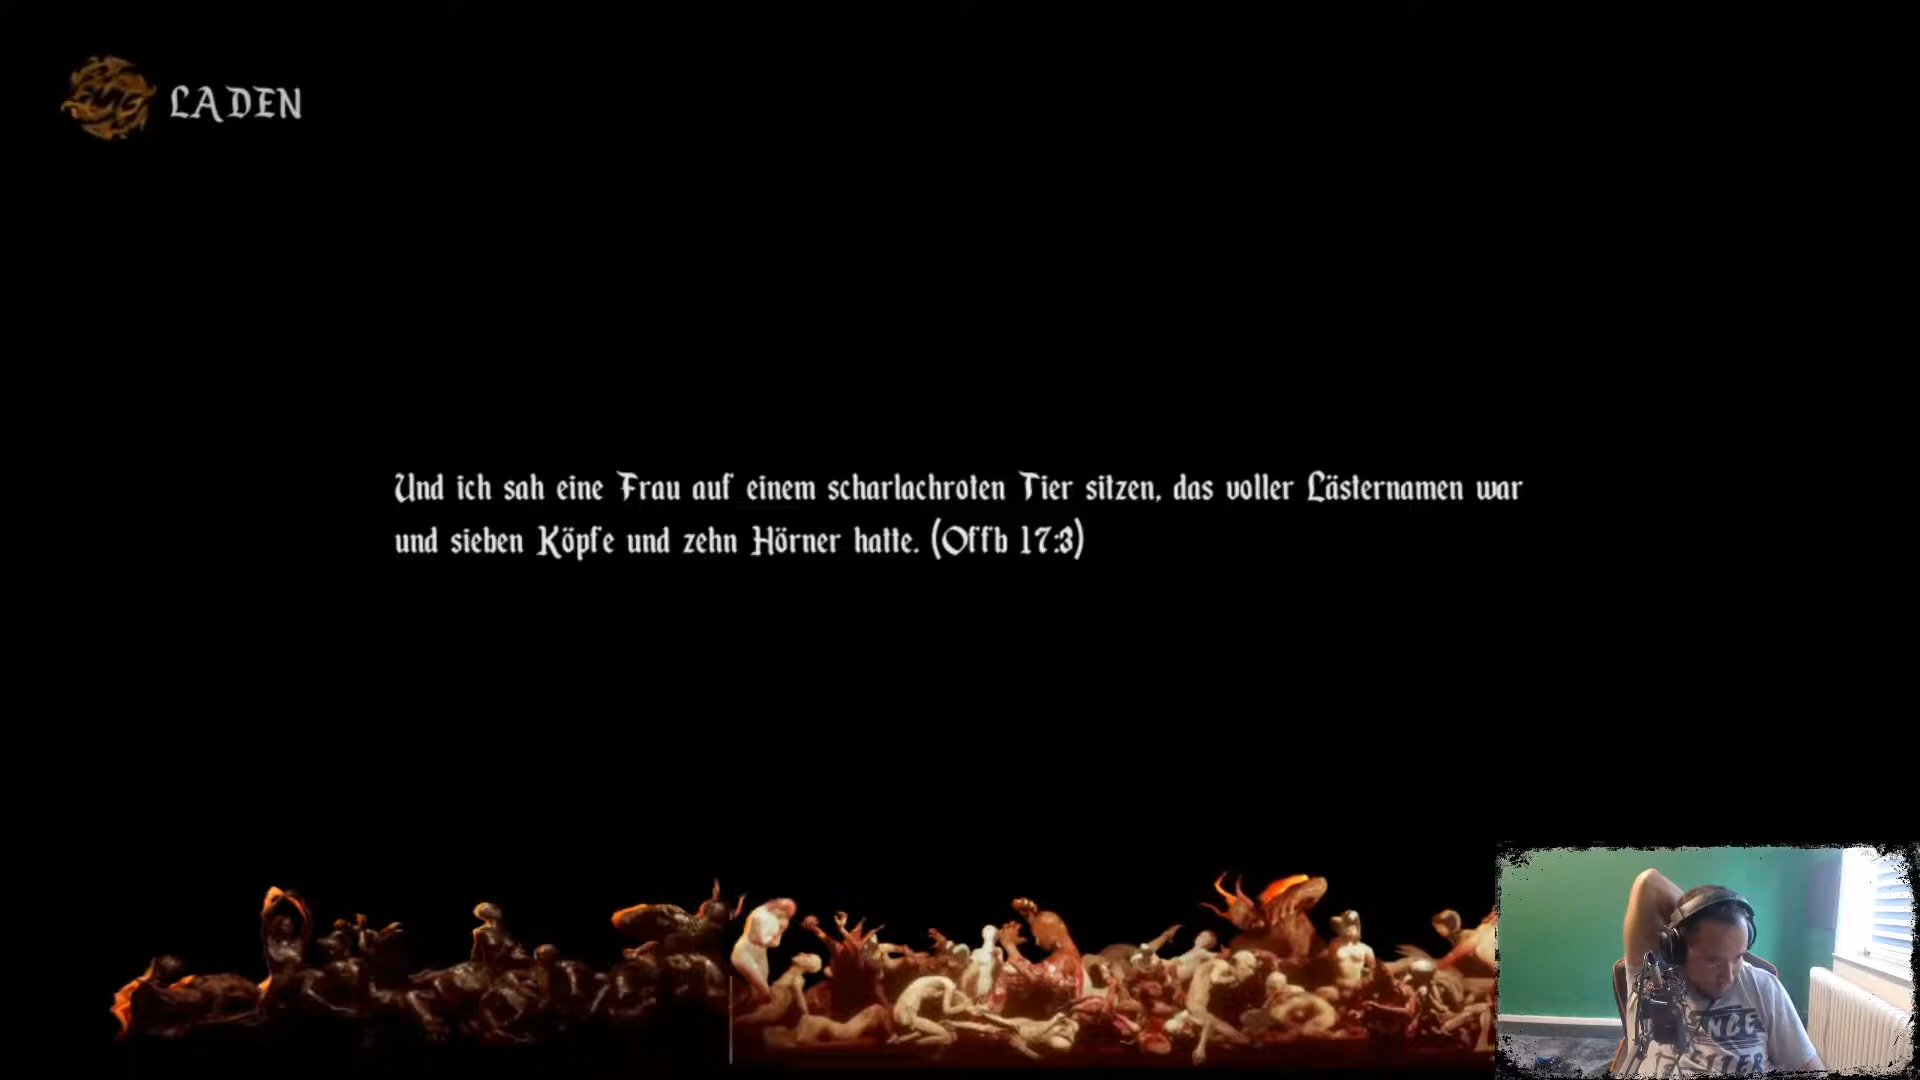 LADEN
Und ich sah eine Frau auf einem scharlachroten Tier sitzen, das voller Lästernamen war
und sieben Köpfe und zehn Hörner hatte. (Offb 17:3)